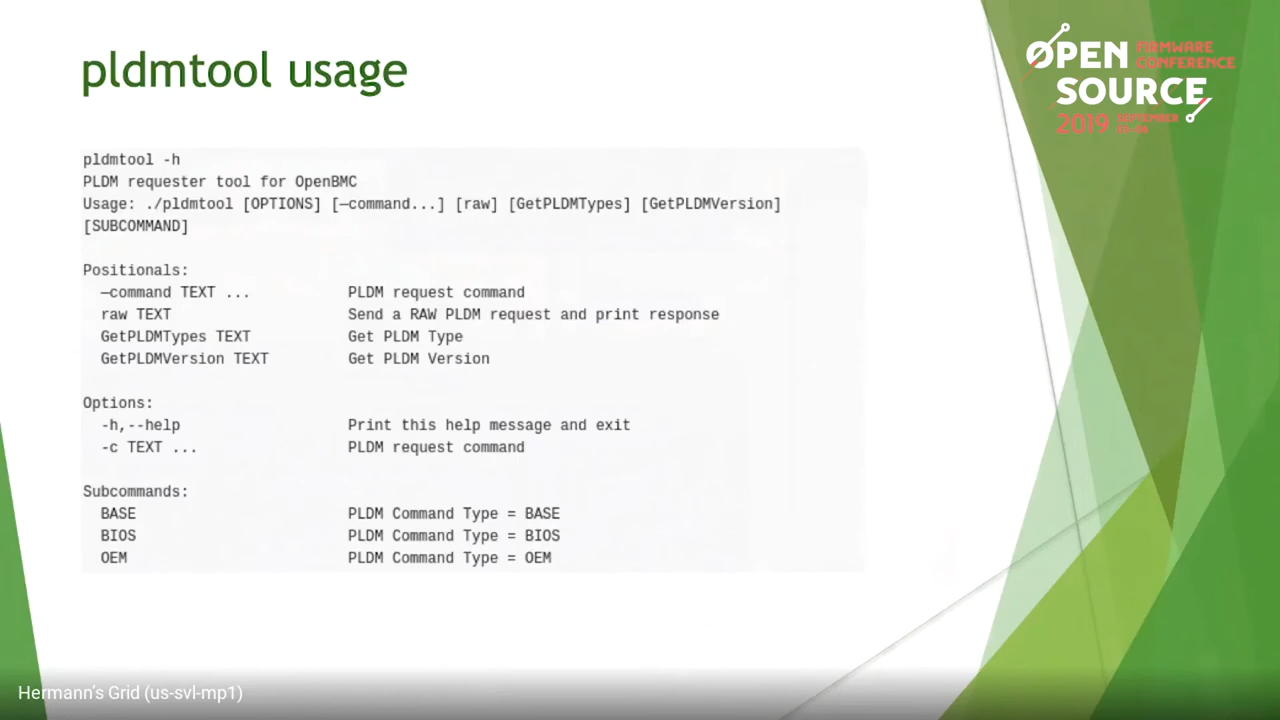 pldmtool usage
OPEN FIRMWARE
CONFERENCE
SOURCE
2019 SEPTEMBER
pldmtool -h
PLDM requester tool for OpenBMC
Usage: ./pldmtool [OPTIONS] [—command...] [raw] [GetPLDMTypes] [GetPLDMVersion]
[SUBCOMMAND]
Positionals:
—command TEXT ... PLDM request command
raw TEXT Send a RAW PLDM request and print response
GetPLDMTypes TEXT Get PLDM Type
GetPLDMVersion TEXT Get PLDM Version
Options:
-h,--help Print this help message and exit
-c TEXT ... PLDM request command
Subcommands:
BASE PLDM Command Type = BASE
BIOS PLDM Command Type = BIOS
OEM PLDM Command Type = OEM
Hermann's Grid (us-svl-mp1)